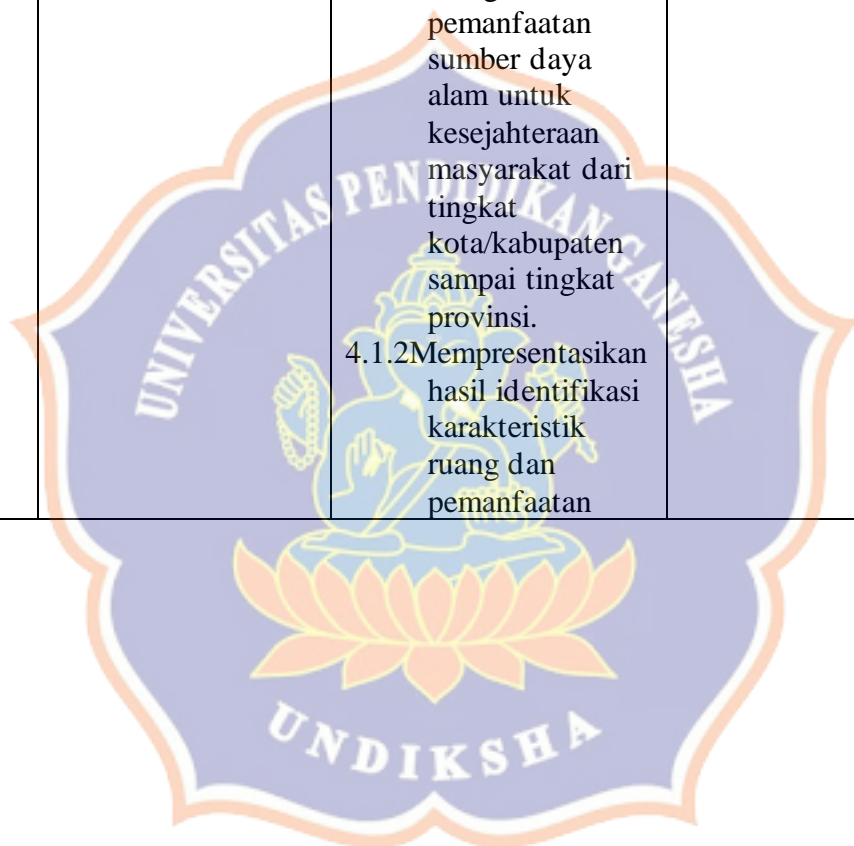 pemanfaatan
sumber daya
alam untuk
kesejahteraan
masyarakat dari
tingkat
kota/kabupaten
sampai tingkat
provinsi.
4.1.2Mempresentasikan
hasil identifikasi
karakteristik
ruang dan
pemanfaatan
UNIVERSITAS PENDIDIKAN GANESHA
UNDIKSHA